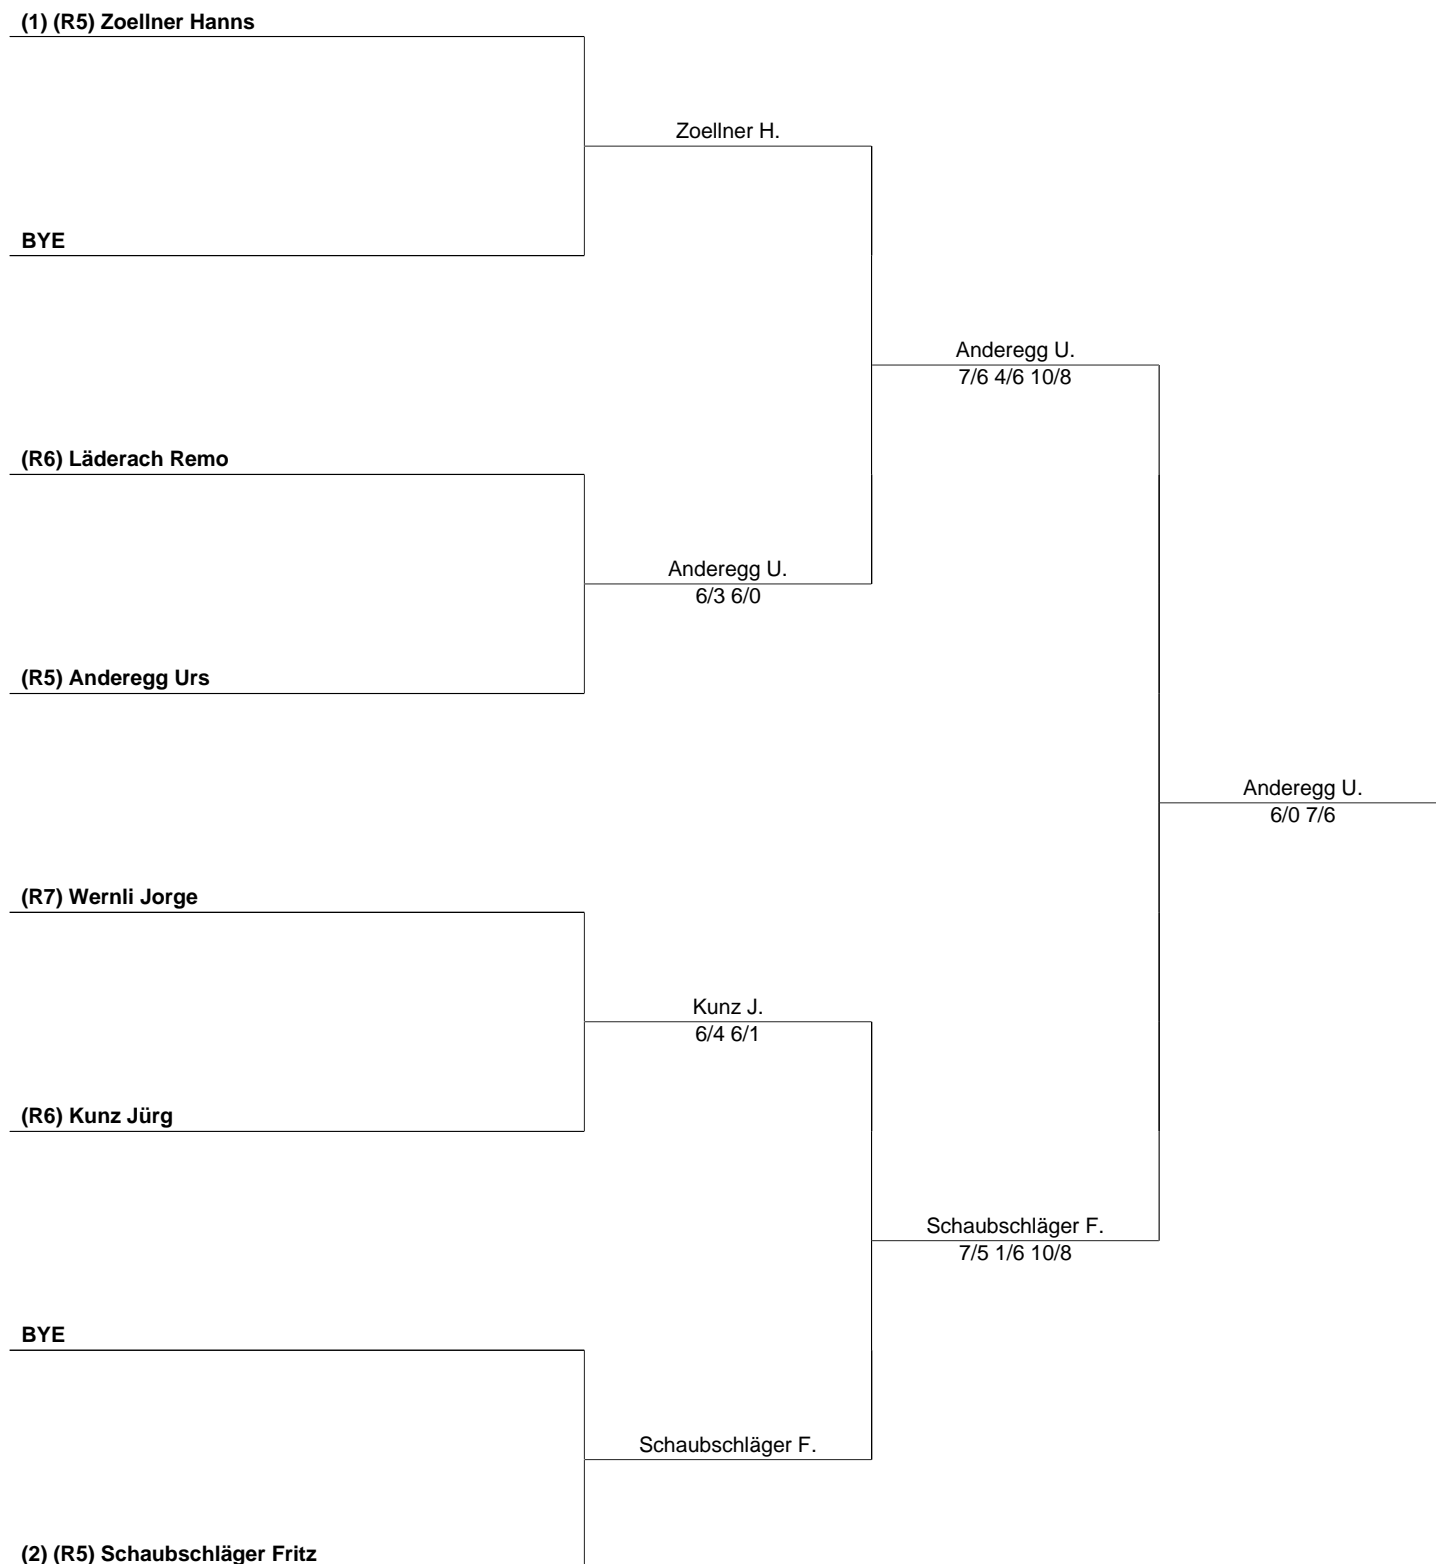 (1) (R5) Zoellner Hanns
Zoellner H.
BYE
Anderegg U.
7/6 4/6 10/8
(R6) Läderach Remo
Anderegg U.
6/3 6/0
(R5) Anderegg Urs
Anderegg U.
6/0 7/6
(R7) Wernli Jorge
Kunz J.
6/4 6/1
(R6) Kunz Jürg
Schaubschläger F.
7/5 1/6 10/8
BYE
Schaubschläger F.
(2) (R5) Schaubschläger Fritz